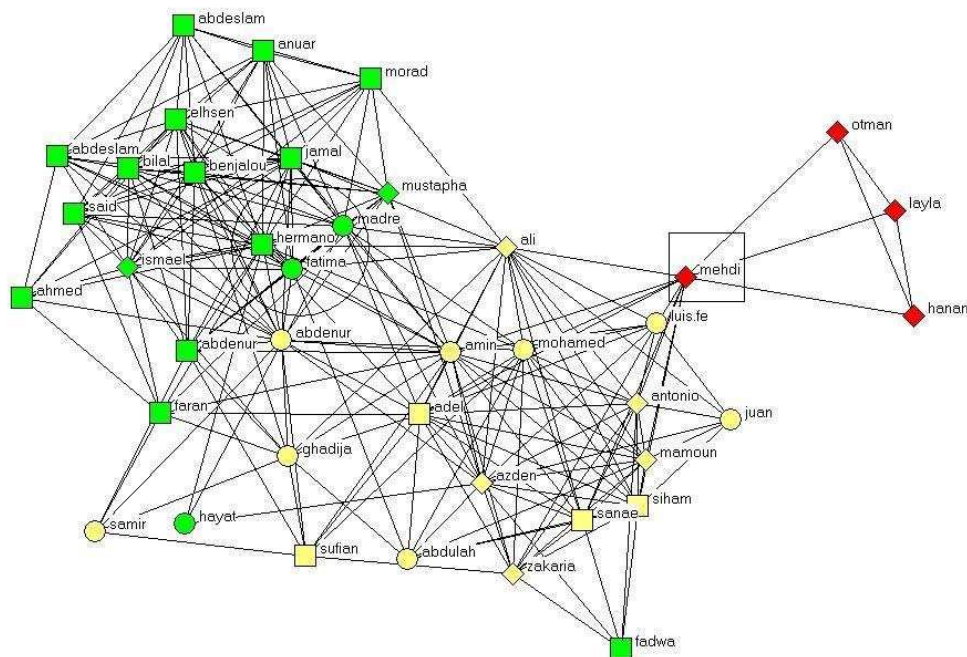 abdeslam
anuar
morad
elhsen
otman
abdeslam
bilal
benjalou
jamal
mustapha
layla
said
madre
hermano
ali
ismael
fatima
mehdi
ahmed
hanan
luis.fe
abdenur
abdenur
amin
mohamed
faran
adel
antonio
juan
ghadija
mamoun
azden
siham
samir
hayat
sanae
sufian
abdulah
zakaria
fadwa